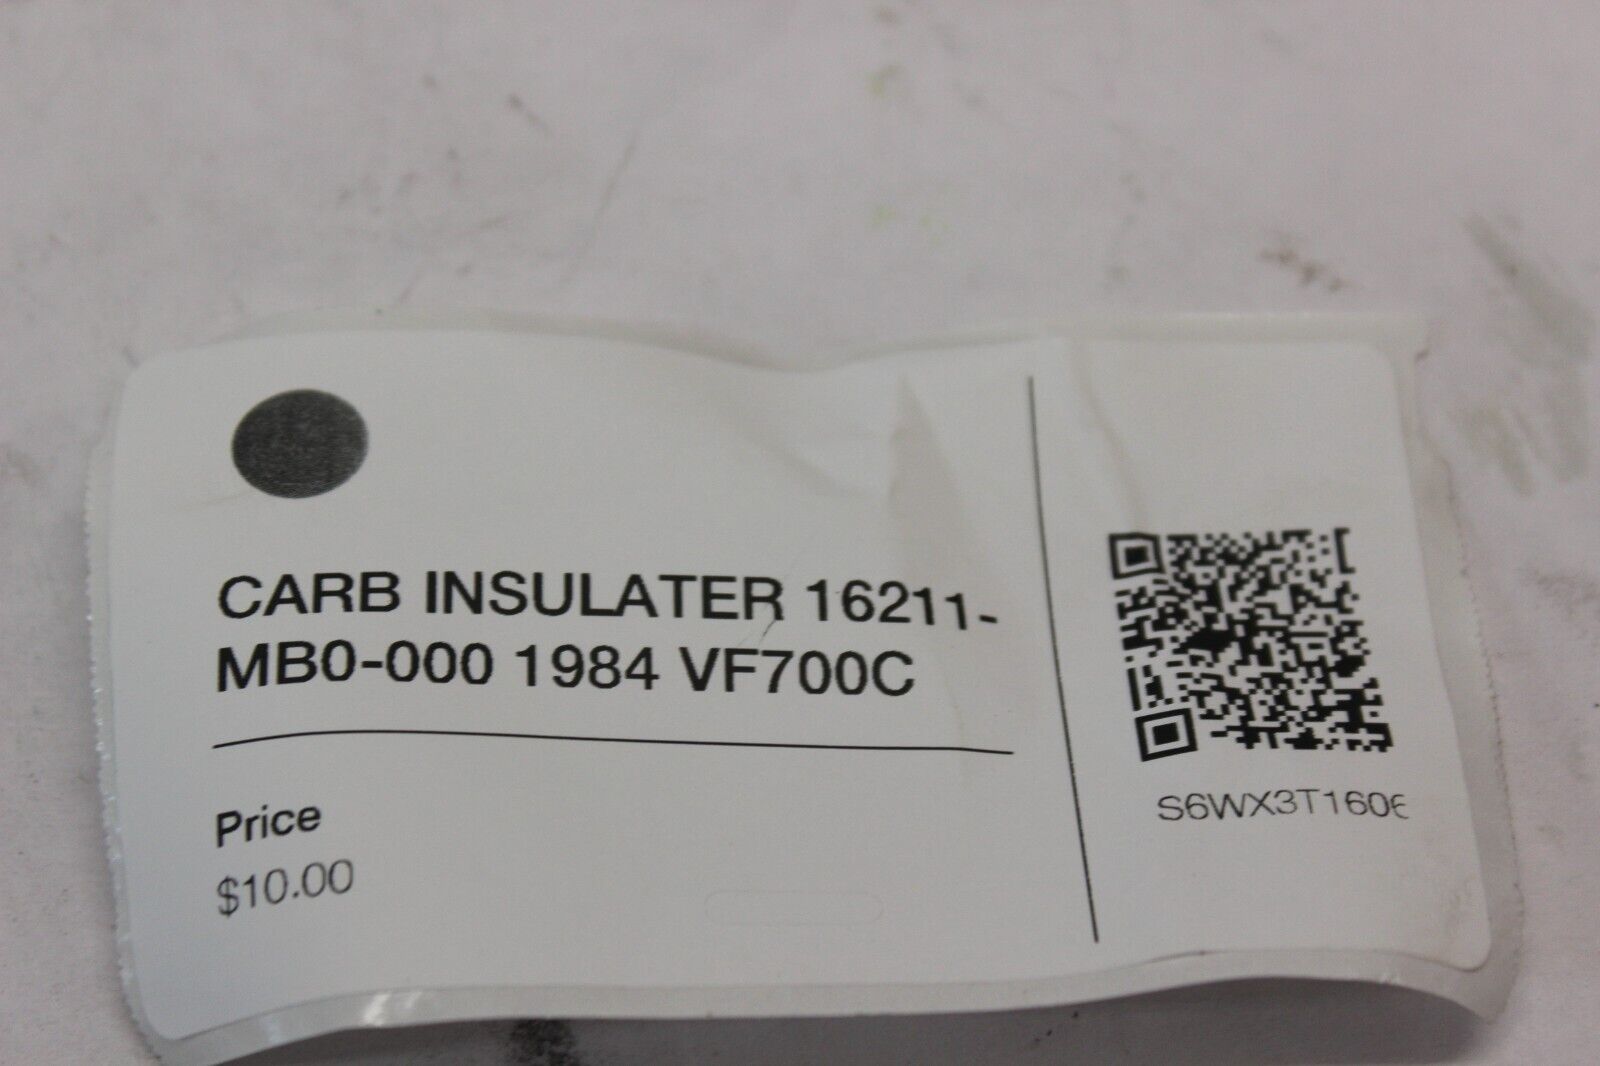 CARB INSULATER 16211-
MB0-000 1984 VF700C
Price
$10.00
S6WX3T1606